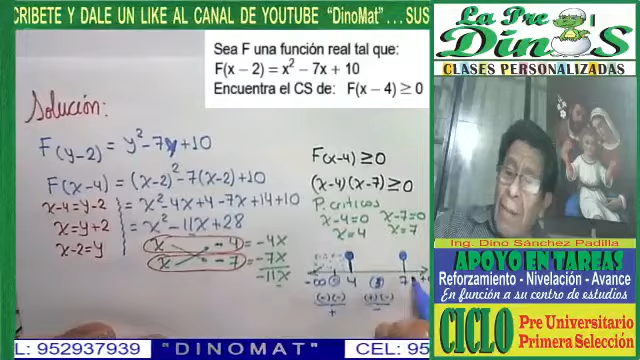 CRIBETE Y DALE UN LIKE AL CANAL DE YOUTUBE “DinoMat”...SUS
La Pre
DinoS
CLASES PERSONALIZADAS
Sea F una función real tal que:
F(x – 2) = x² – 7x + 10
Encuentra el CS de: F(x – 4) ≥ 0
Solución:
F(y-2) = y²-7y+10
F(x-4) = (x-2)²-7(x-2)+10
x-4=y-2 = x²-4x+4-7x+14+10
x=y+2 = x²-11x+28
x-2=y
x -4 = -4x
x -7 = -7x
-11x
F(x-4) ≥ 0
(x-4)(x-7) ≥ 0
P. criticos
x-4=0 x-7=0
x=4 x=7
-∞ 4 7
(-)(-) (+)(-)
+ -
Ing. Dino Sánchez Padilla
APOYO EN TAREAS
Reforzamiento - Nivelación - Avance
En función a su centro de estudios
CICLO Pre Universitario
Primera Selección
L: 952937939 "DINOMAT" CEL: 95